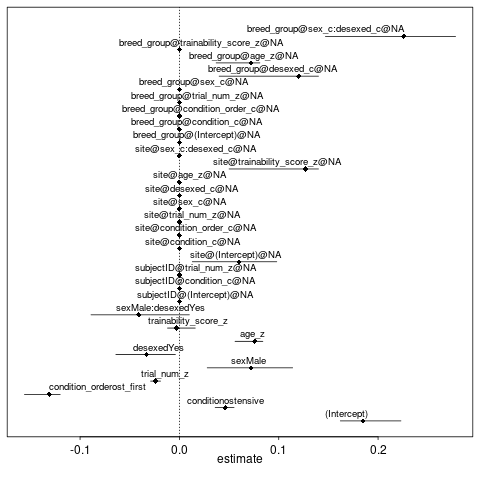 breed_group@sex_c:desexed_c@NA
breed_group@trainability_score_z@NA
breed_group@age_z@NA
breed_group@desexed_c@NA
breed_group@sex_c@NA
breed_group@trial_num_z@NA
breed_group@condition_order_c@NA
breed_group@condition_c@NA
breed_group@(Intercept)@NA
site@sex_c:desexed_c@NA
site@trainability_score_z@NA
site@age_z@NA
site@desexed_c@NA
site@sex_c@NA
site@trial_num_z@NA
site@condition_order_c@NA
site@condition_c@NA
site@(Intercept)@NA
subjectID@trial_num_z@NA
subjectID@condition_c@NA
subjectID@(Intercept)@NA
sexMale:desexedYes
trainability_score_z
age_z
desexedYes
sexMale
trial_num_z
condition_orderost_first
conditionostensive
(Intercept)
-0.1 0.0 0.1 0.2
estimate